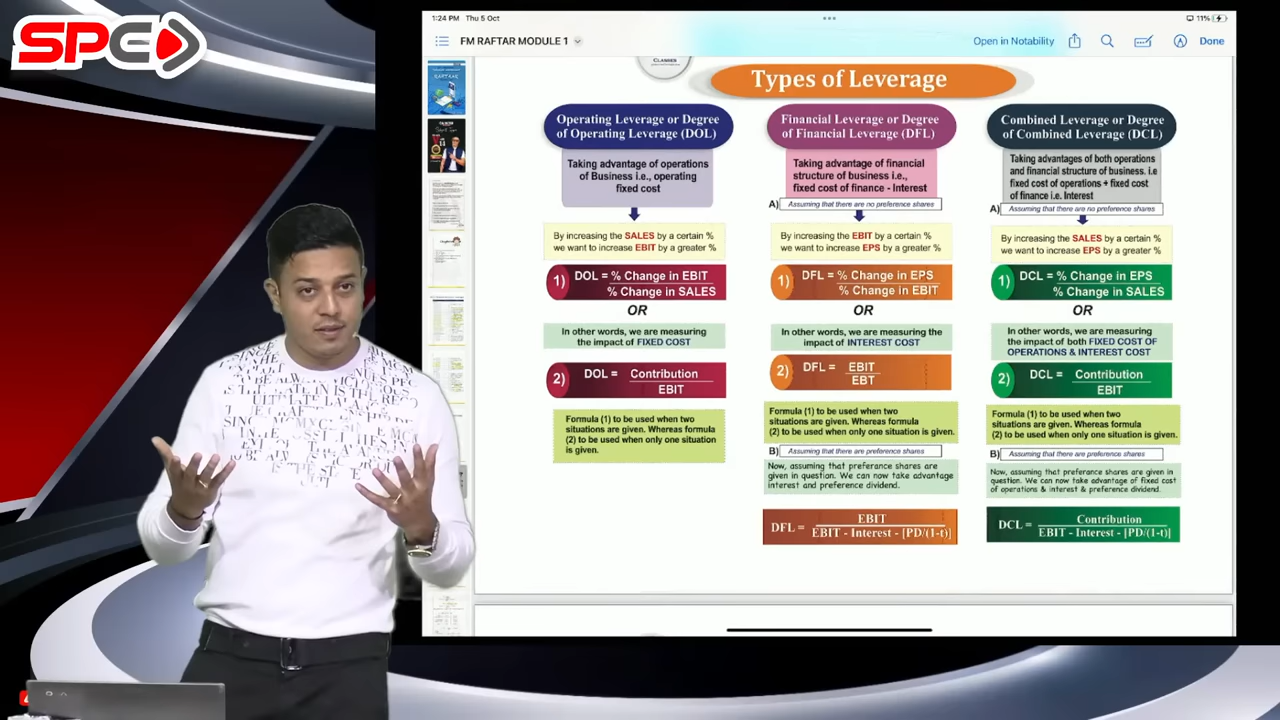 SPE
1:24 PM Thu 5 Oct
11%
FM RAFTAR MODULE 1
Open in Notability
Done
CLASSES
Types of Leverage
Operating Leverage or Degree
of Operating Leverage (DOL)
Taking advantage of operations
of Business i.e., operating
fixed cost
By increasing the SALES by a certain %
we want to increase EBIT by a greater %
1) DOL = % Change in EBIT
% Change in SALES
OR
In other words, we are measuring
the impact of FIXED COST
2) DOL = Contribution
EBIT
Formula (1) to be used when two
situations are given. Whereas formula
(2) to be used when only one situation
is given.
Financial Leverage or Degree
of Financial Leverage (DFL)
Taking advantage of financial
structure of business i.e.,
fixed cost of finance - Interest
A) Assuming that there are no preference shares
By increasing the EBIT by a certain %
we want to increase EPS by a greater %
1) DFL = % Change in EPS
% Change in EBIT
OR
In other words, we are measuring the
impact of INTEREST COST
2) DFL = EBIT
EBT
Formula (1) to be used when two
situations are given. Whereas formula
(2) to be used when only one situation is given.
B) Assuming that there are preference shares
Now, assuming that preferance shares are
given in question. We can now take advantage
interest and preference dividend.
DFL = EBIT
EBIT - Interest - [PD/(1-t)]
Combined Leverage or Degree
of Combined Leverage (DCL)
Taking advantages of both operations
and financial structure of business. i.e
fixed cost of operations + fixed cost
of finance i.e. Interest
A) Assuming that there are no preference shares
By increasing the SALES by a certain %
we want to increase EPS by a greater %
1) DCL = % Change in EPS
% Change in SALES
OR
In other words, we are measuring
the impact of both FIXED COST OF
OPERATIONS & INTEREST COST
2) DCL = Contribution
EBIT
Formula (1) to be used when two
situations are given. Whereas formula
(2) to be used when only one situation is given.
B) Assuming that there are preference shares
Now, assuming that preferance shares are given in
question. We can now take advantage of fixed cost
of operations & interest & preference dividend.
DCL = Contribution
EBIT - Interest - [PD/(1-t)]